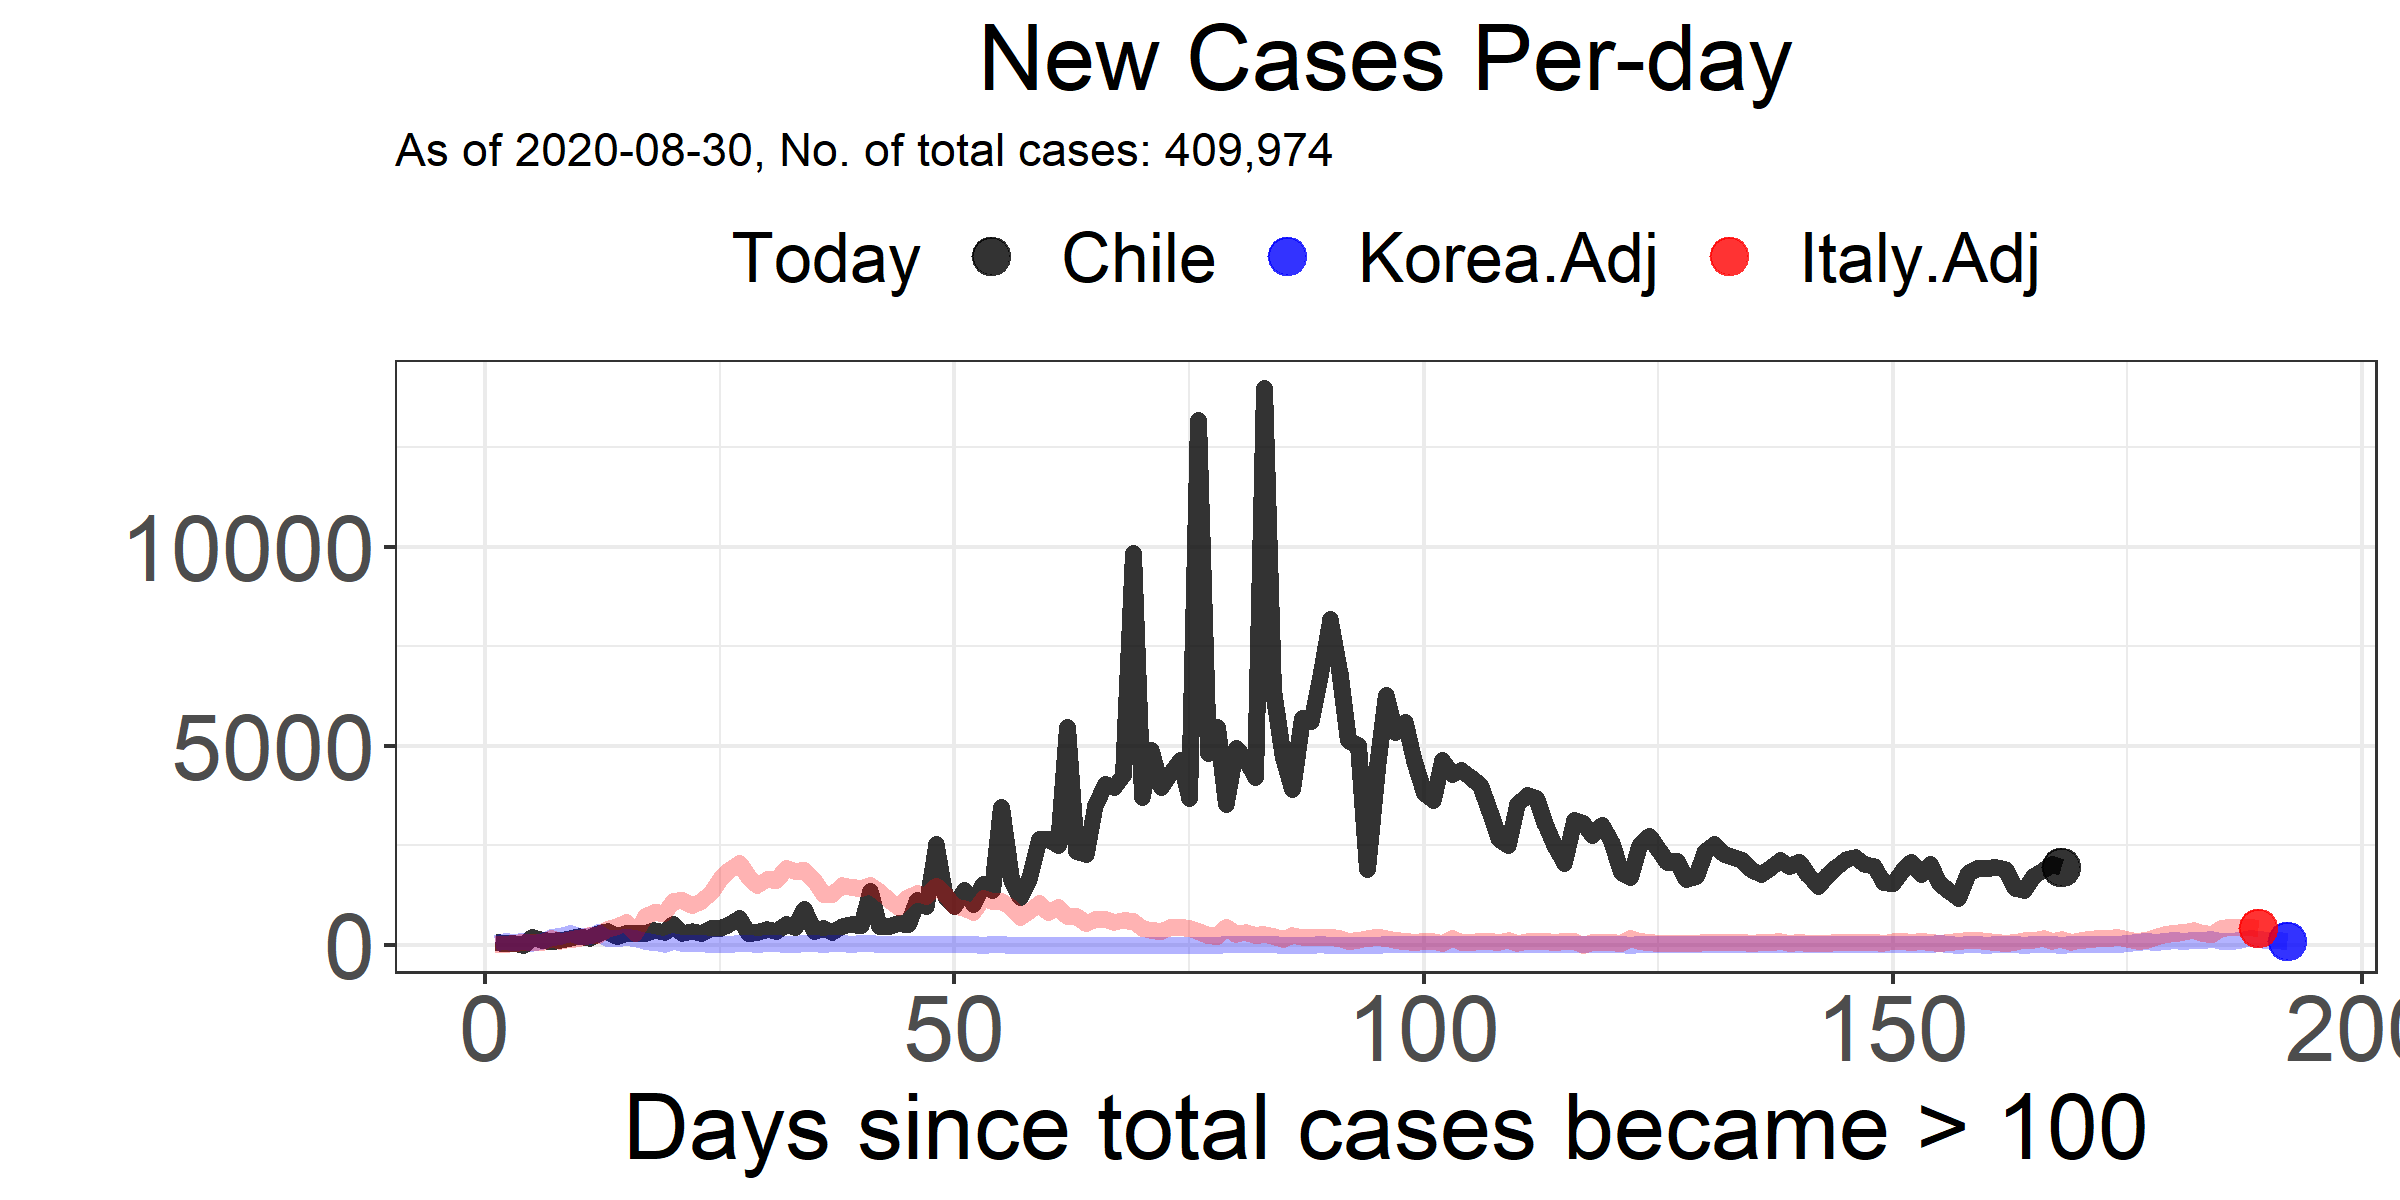 New Cases Per-day
As of 2020-08-30, No. of total cases: 409,974
Today Chile Korea.Adj Italy.Adj
10000
5000
0
0 50 100 150 200
Days since total cases became > 100